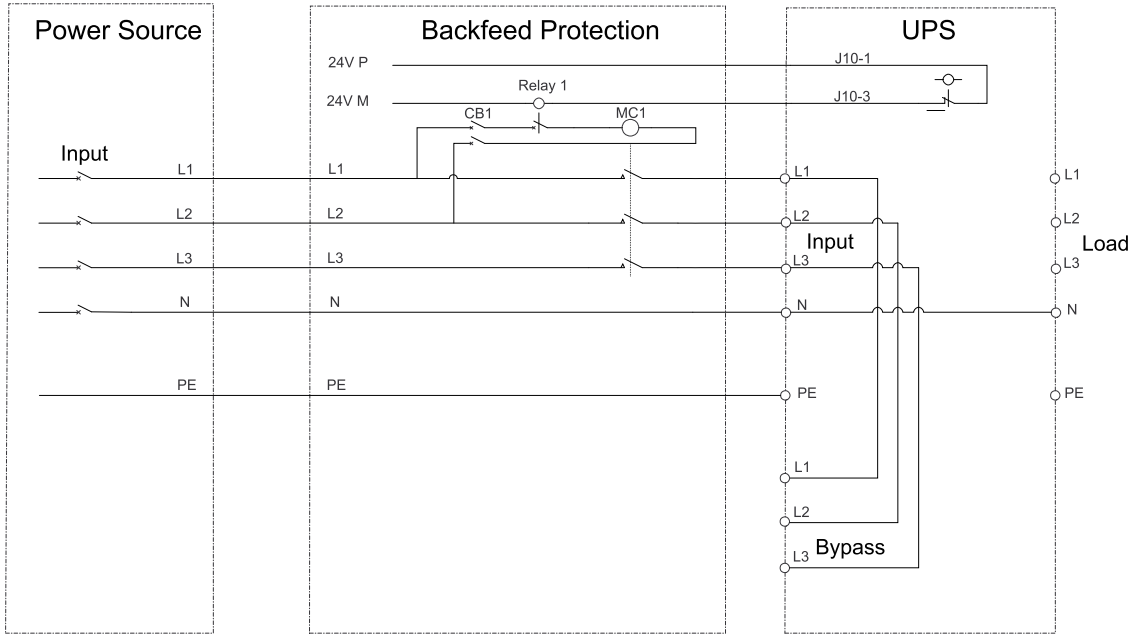 Power Source
Backfeed Protection
UPS
24V P
J10-1
Relay 1
24V M
J10-3
CB1
MC1
Input
L1
L1
L1
L1
L2
L2
L2
L2
Input
Load
L3
L3
L3
L3
N
N
N
N
PE
PE
PE
PE
L1
L2
L3
Bypass